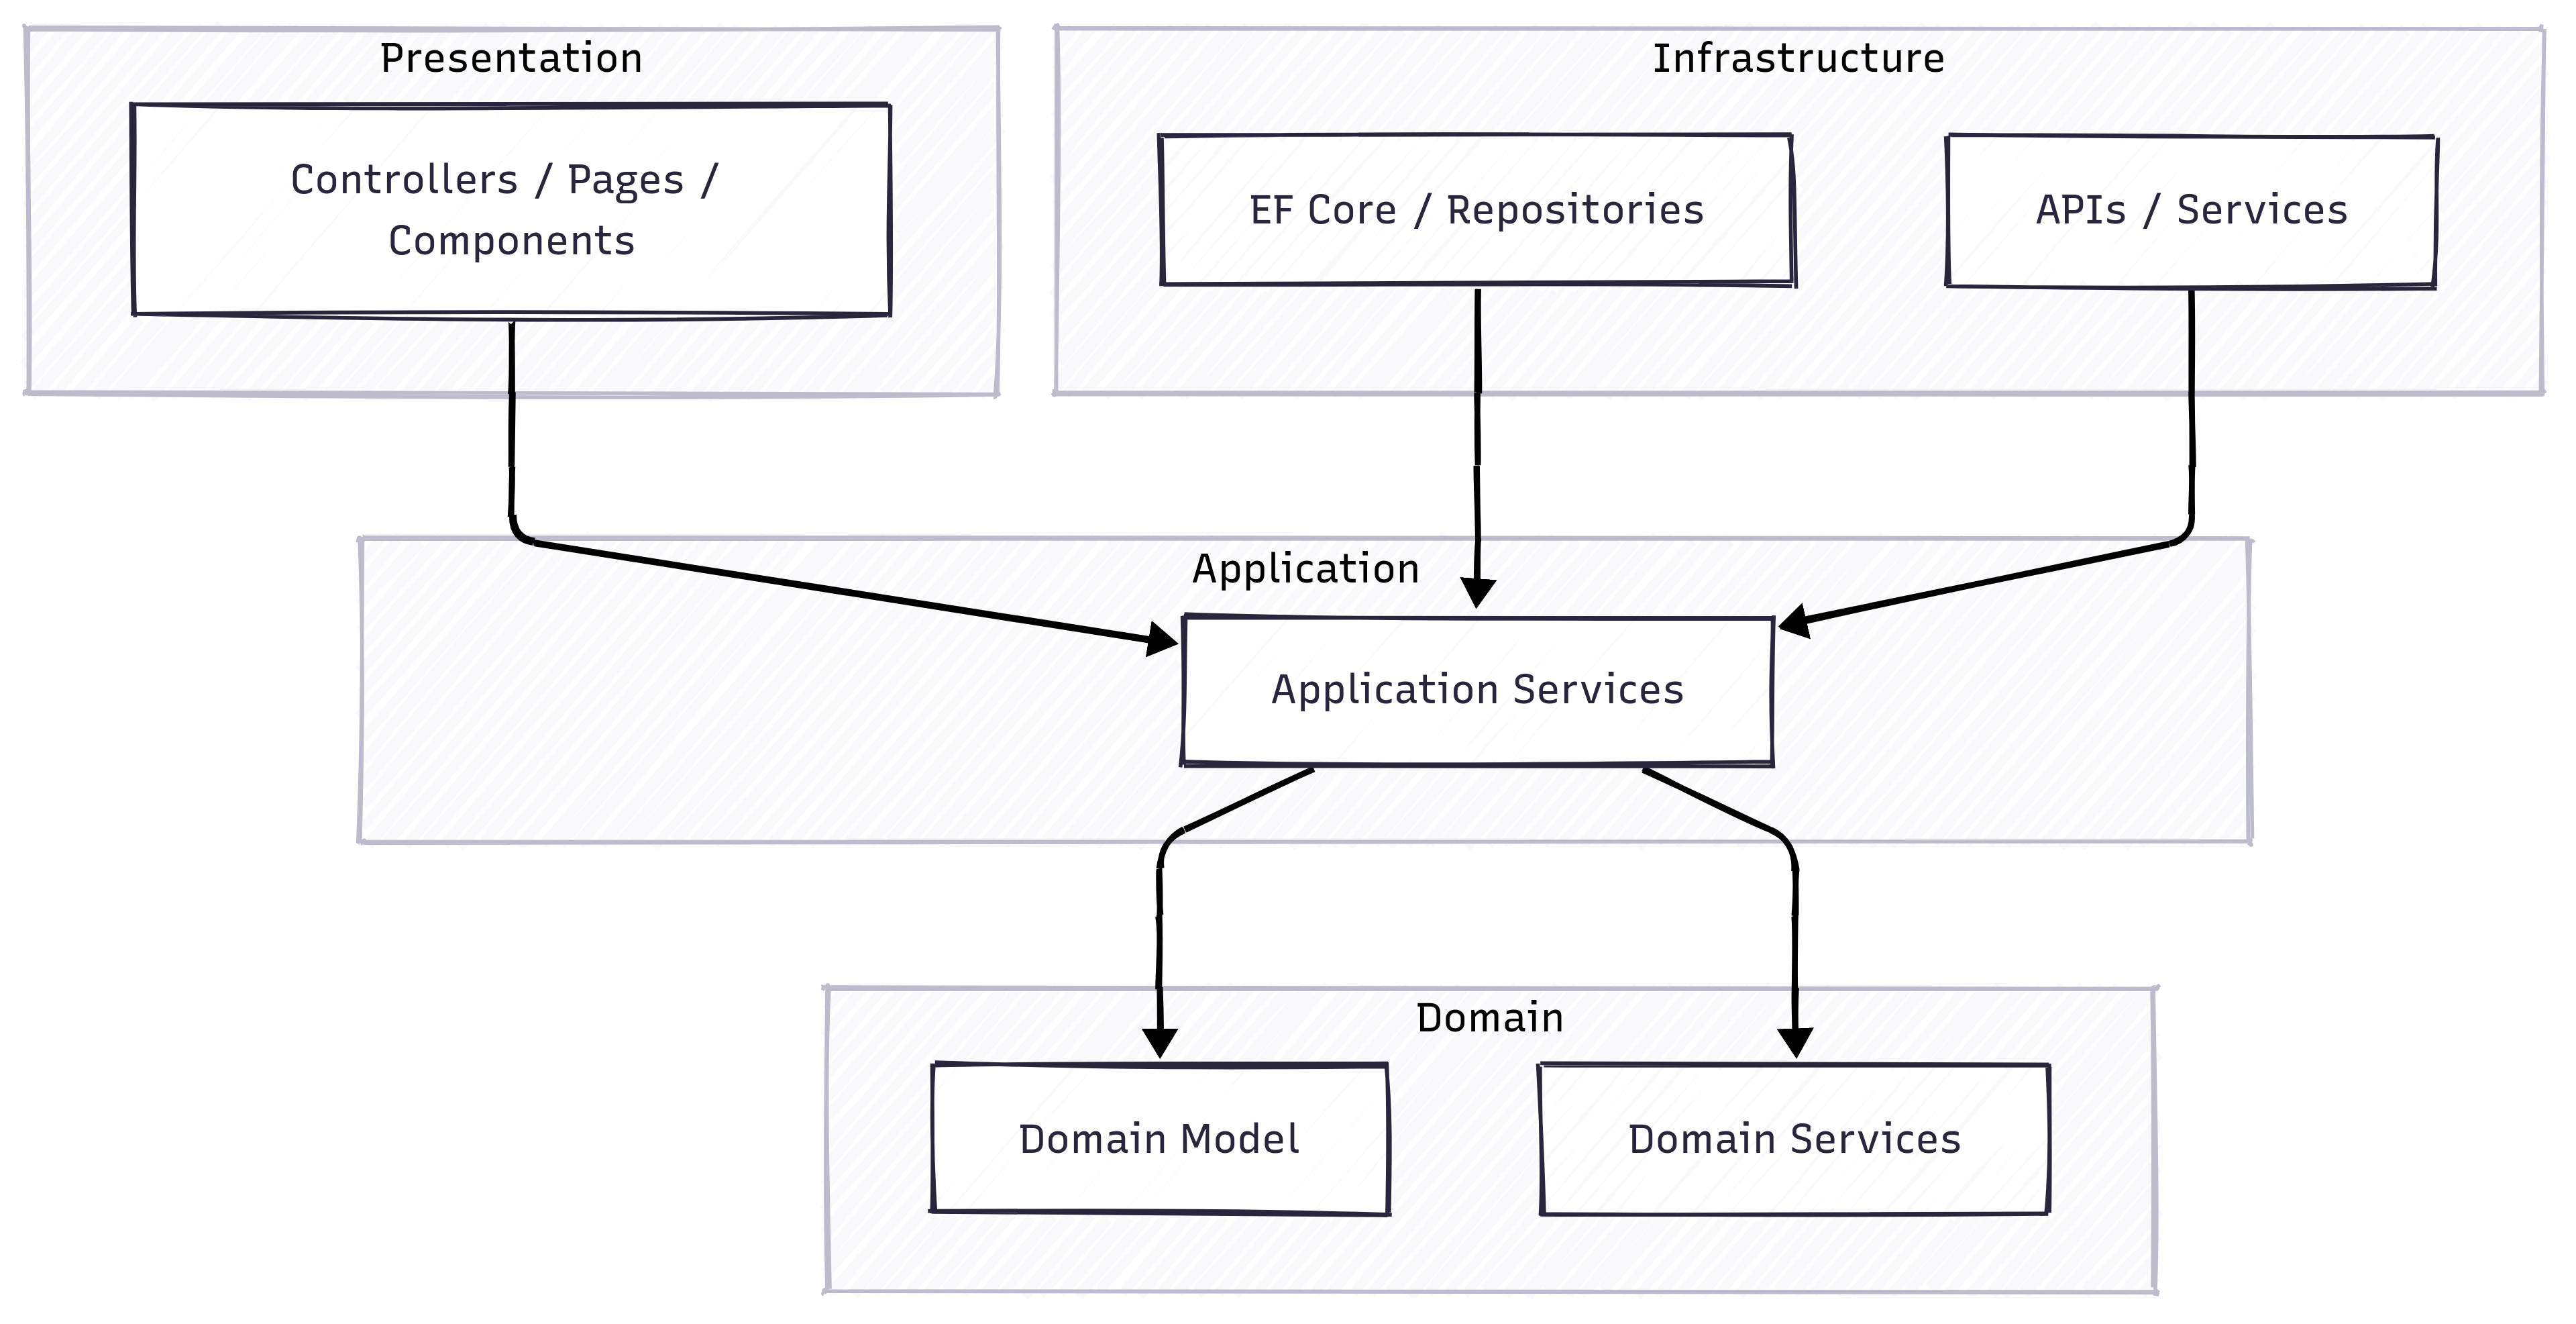 Presentation
Controllers / Pages /
Components
Infrastructure
EF Core / Repositories
APIs / Services
Application
Application Services
Domain
Domain Model
Domain Services